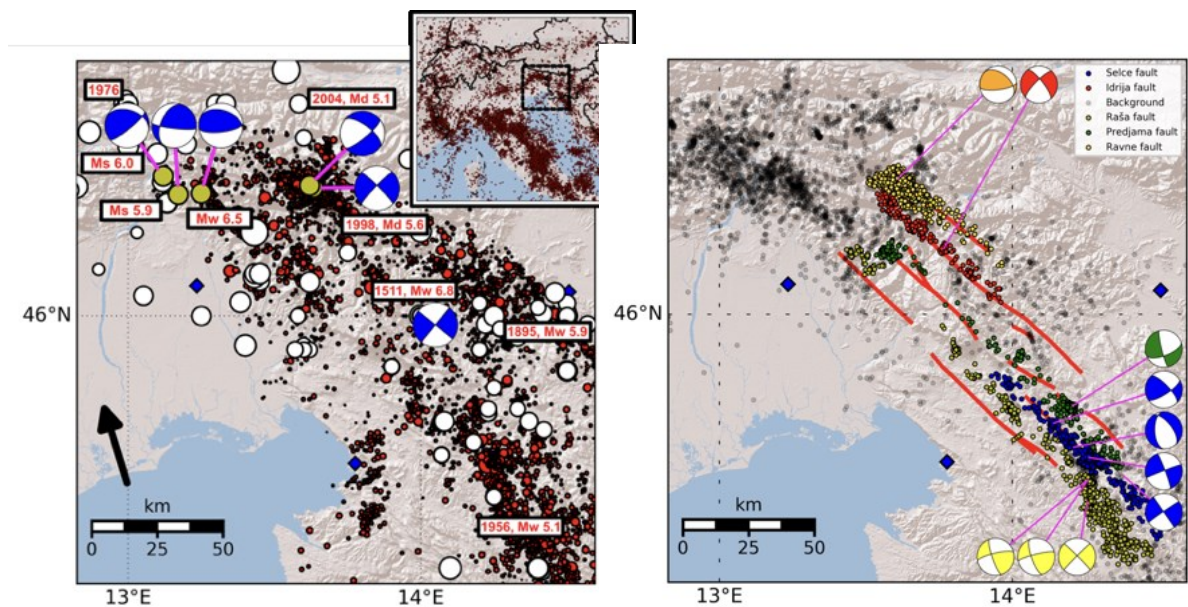 1976
2004, Md 5.1
Ms 6.0
Ms 5.9
Mw 6.5
1998, Md 5.6
1511, Mw 6.8
46°N
1895, Mw 5.9
km
1956, Mw 5.1
0 25 50
13°E 14°E
Selce fault
Idrija fault
Background
Raša fault
Predjama fault
Ravne fault
46°N
km
0 25 50
13°E 14°E